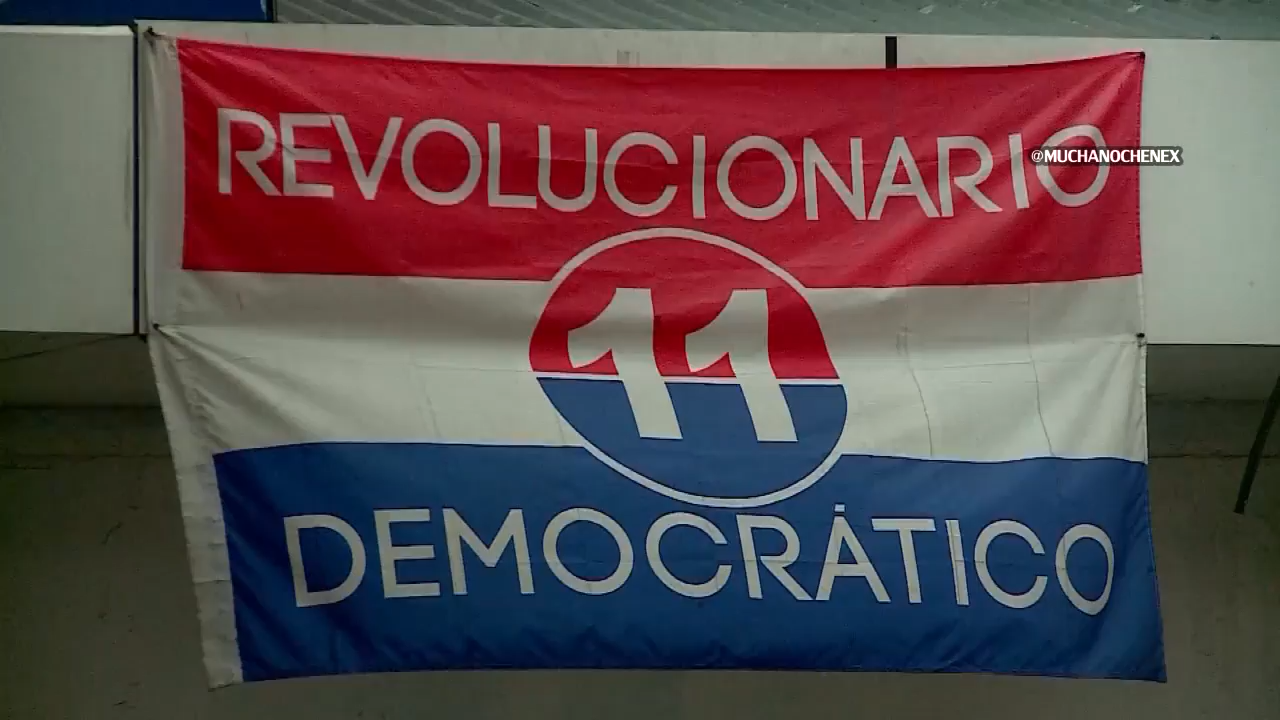 REVOLUCIONARIO
@MUCHANOCHENEX
11
DEMOCRÁTICO